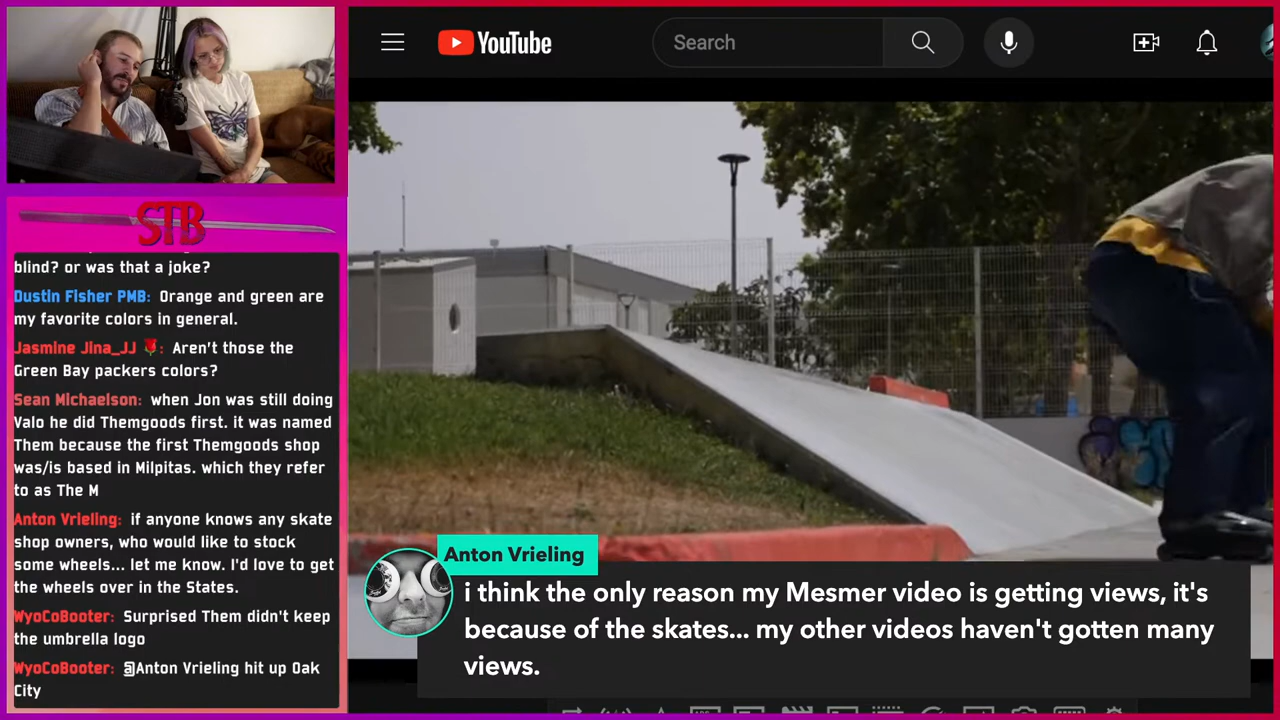 YouTube
Search
STB
blind? or was that a joke?
Dustin Fisher PMB: Orange and green are
my favorite colors in general.
Jasmine Jina_JJ 🌹: Aren't those the
Green Bay packers colors?
Sean Michaelson: when Jon was still doing
Valo he did Themgoods first. it was named
Them because the first Themgoods shop
was/is based in Milpitas. which they refer
to as The M
Anton Vrieling: if anyone knows any skate
shop owners, who would like to stock
some wheels... let me know. I'd love to get
the wheels over in the States.
WyoCoBooter: Surprised Them didn't keep
the umbrella logo
WyoCoBooter: @Anton Vrieling hit up Oak
City
Anton Vrieling
i think the only reason my Mesmer video is getting views, it's
because of the skates... my other videos haven't gotten many
views.